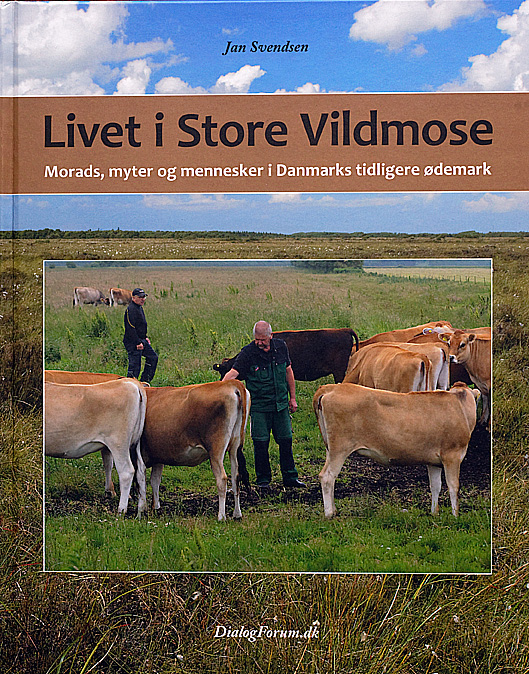 Jan Svendsen
Livet i Store Vildmose
Morads, myter og mennesker i Danmarks tidligere ødemark
DialogForum.dk